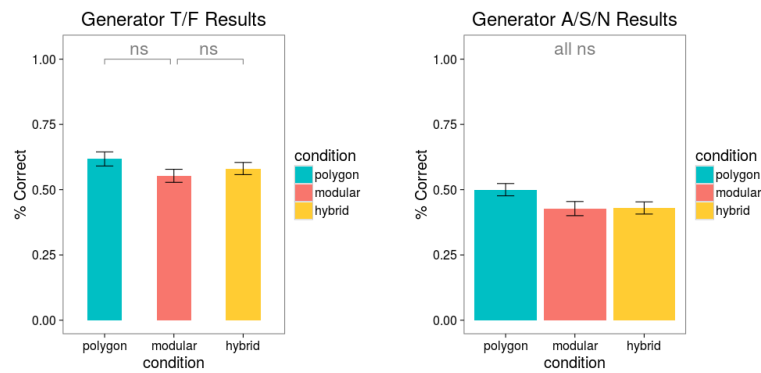 Generator T/F Results
ns ns
1.00
0.75
0.50
0.25
0.00
% Correct
polygon modular hybrid
condition
condition
polygon
modular
hybrid
Generator A/S/N Results
all ns
1.00
0.75
0.50
0.25
0.00
% Correct
polygon modular hybrid
condition
condition
polygon
modular
hybrid